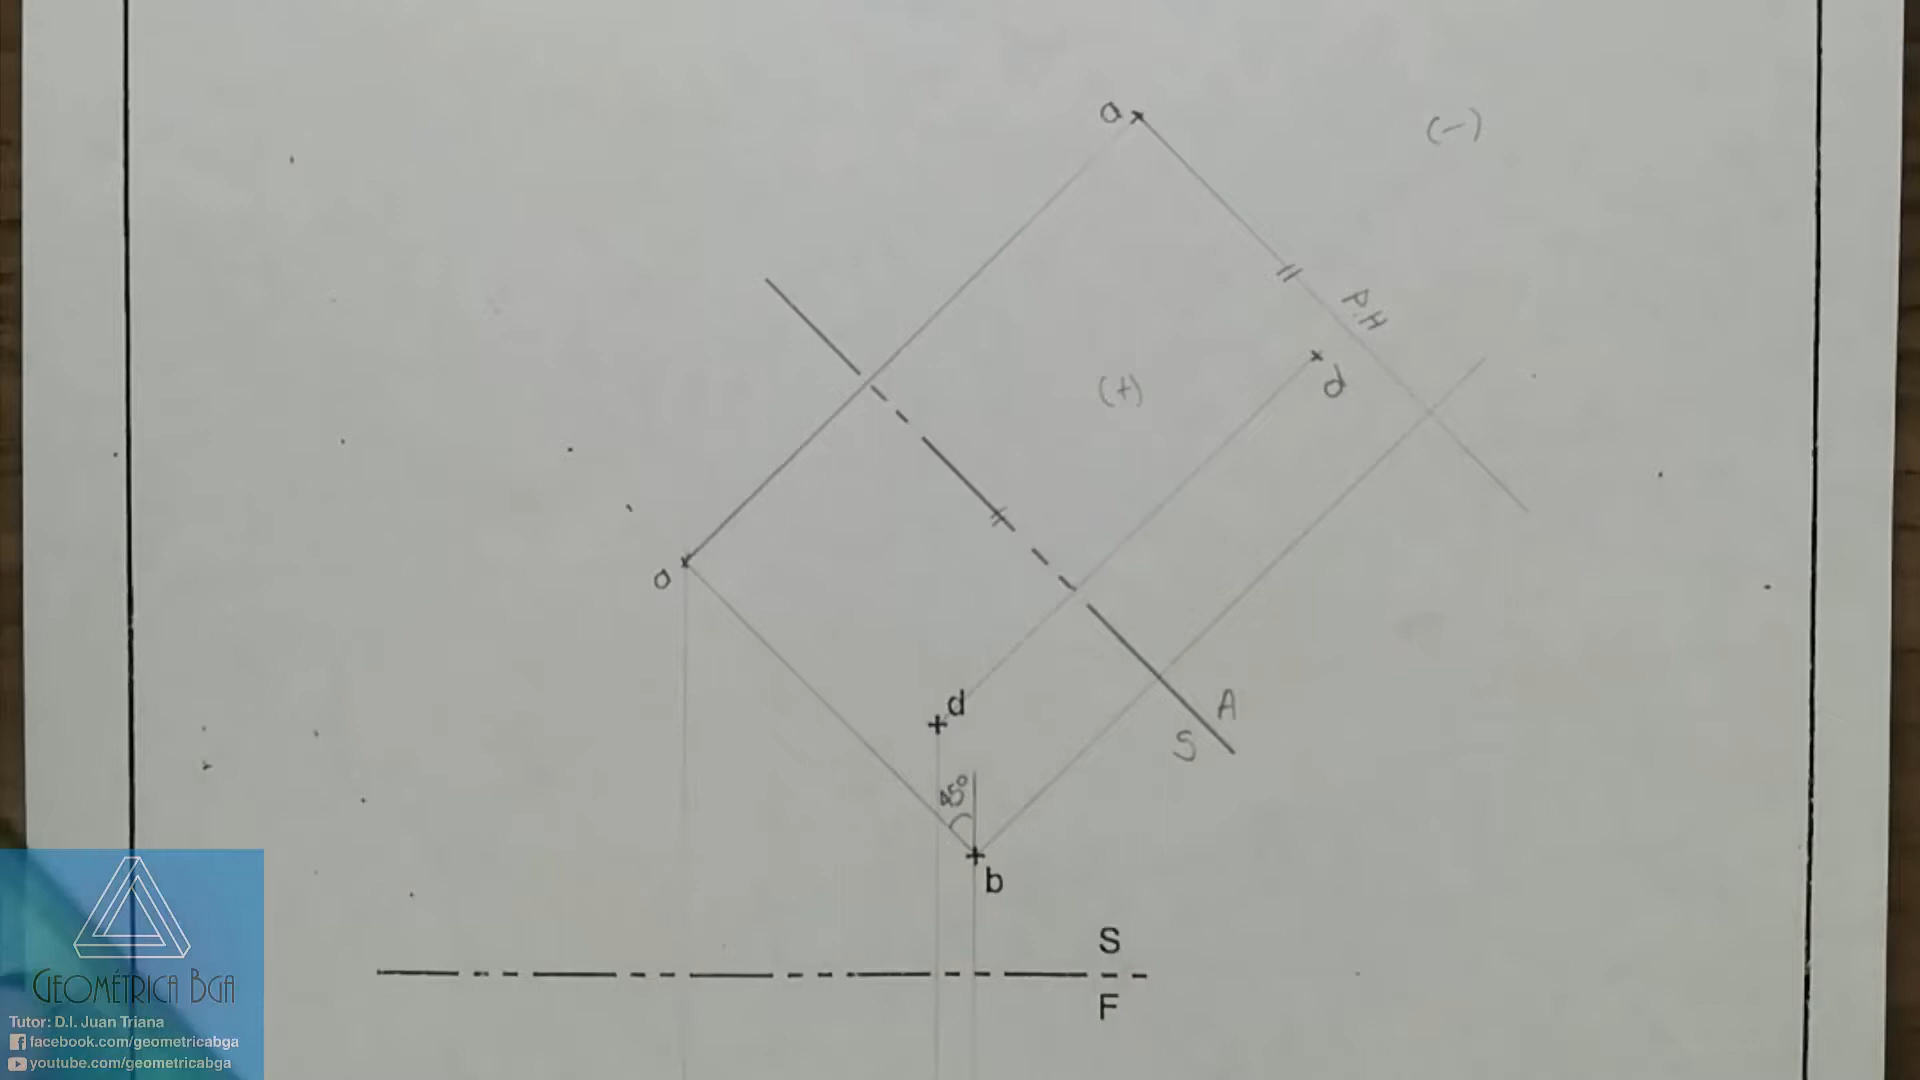 a
(-)
P.H
(+)
d
a
d
A
S
45°
b
S
F
GEOMÉTRICA BGA
Tutor: D.I. Juan Triana
facebook.com/geometricabga
youtube.com/geometricabga